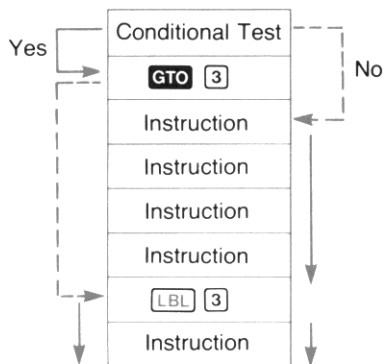 Conditional Test
Yes
GTO 3
No
Instruction
Instruction
Instruction
Instruction
LBL 3
Instruction